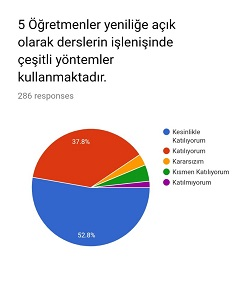 5 Öğretmenler yeniliğe açık
olarak derslerin işlenişinde
çeşitli yöntemler
kullanmaktadır.
286 responses
37.8%
52.8%
Kesinlikle
Katılıyorum
Katılıyorum
Kararsızım
Kısmen Katılıyorum
Katılmıyorum